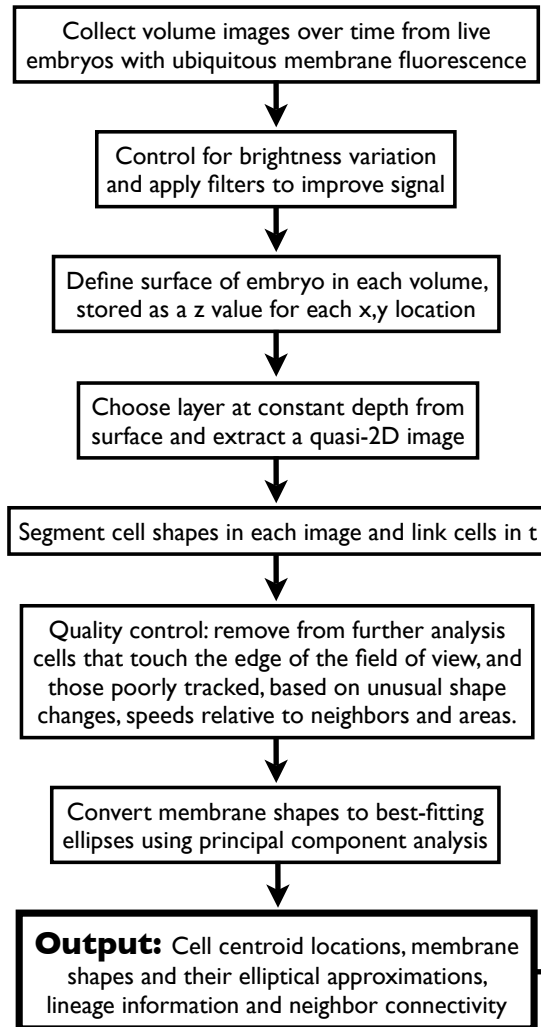 Collect volume images over time from live
embryos with ubiquitous membrane fluorescence
Control for brightness variation
and apply filters to improve signal
Define surface of embryo in each volume,
stored as a z value for each x,y location
Choose layer at constant depth from
surface and extract a quasi-2D image
Segment cell shapes in each image and link cells in t
Quality control: remove from further analysis
cells that touch the edge of the field of view, and
those poorly tracked, based on unusual shape
changes, speeds relative to neighbors and areas.
Convert membrane shapes to best-fitting
ellipses using principal component analysis
Output: Cell centroid locations, membrane
shapes and their elliptical approximations,
lineage information and neighbor connectivity